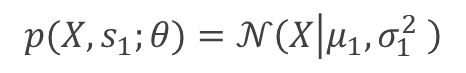 p(X, s₁; θ) = 𝒩(X|μ₁, σ₁²)